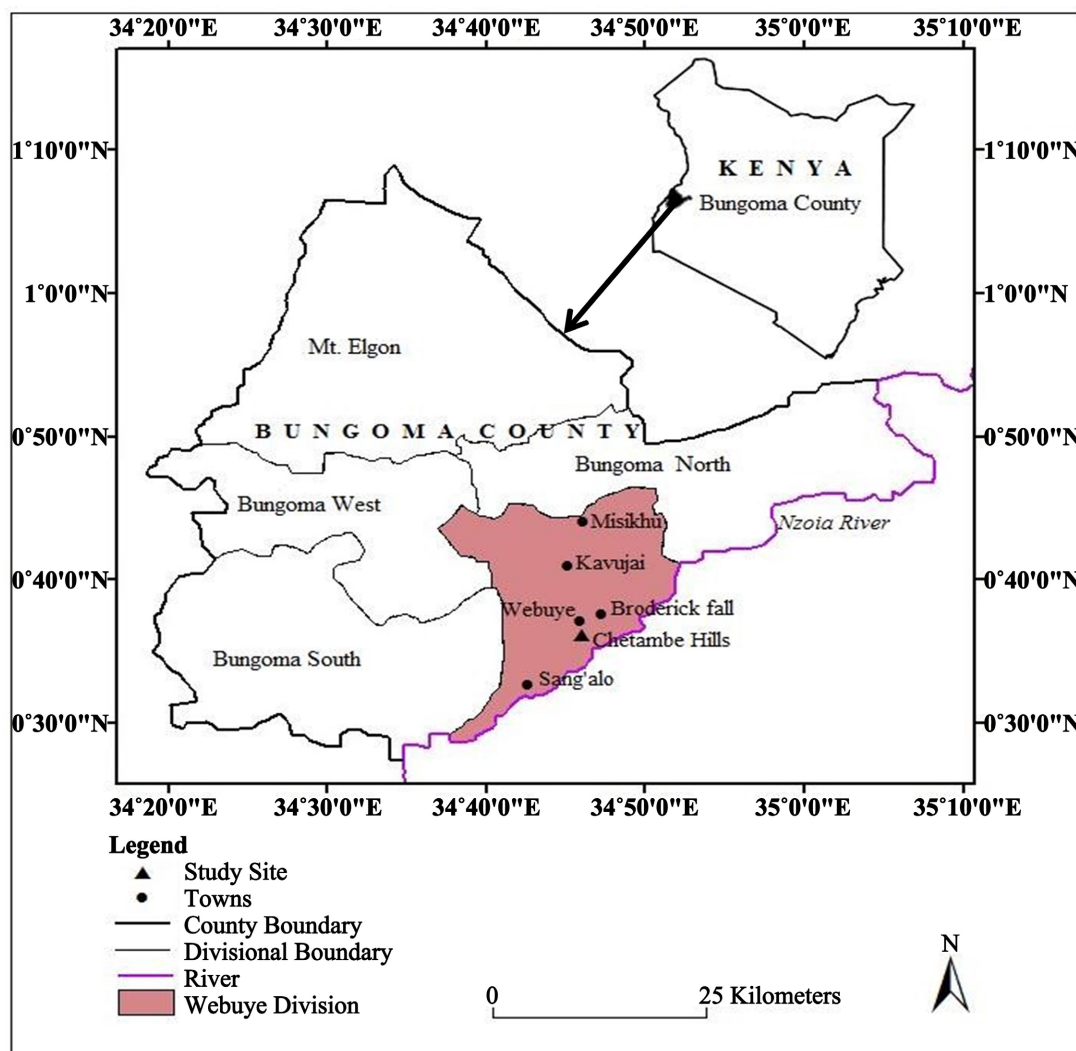 34°20'0"E 34°30'0"E 34°40'0"E 34°50'0"E 35°00'0"E 35°10'0"E
1°10'0"N 1°10'0"N
KENYA
Bungoma County
1°0'0"N 1°0'0"N
Mt. Elgon
BUNGOMA COUNTY
0°50'0"N 0°50'0"N
Bungoma North
Bungoma West
Misikhu
Nzoia River
Kavujai
0°40'0"N 0°40'0"N
Webuye
Broderick fall
Chetambe Hills
Bungoma South
Sang'alo
0°30'0"N 0°30'0"N
34°20'0"E 34°30'0"E 34°40'0"E 34°50'0"E 35°00'0"E 35°10'0"E
Legend
Study Site
Towns
County Boundary
Divisional Boundary
River
Webuye Division
0 25 Kilometers
N